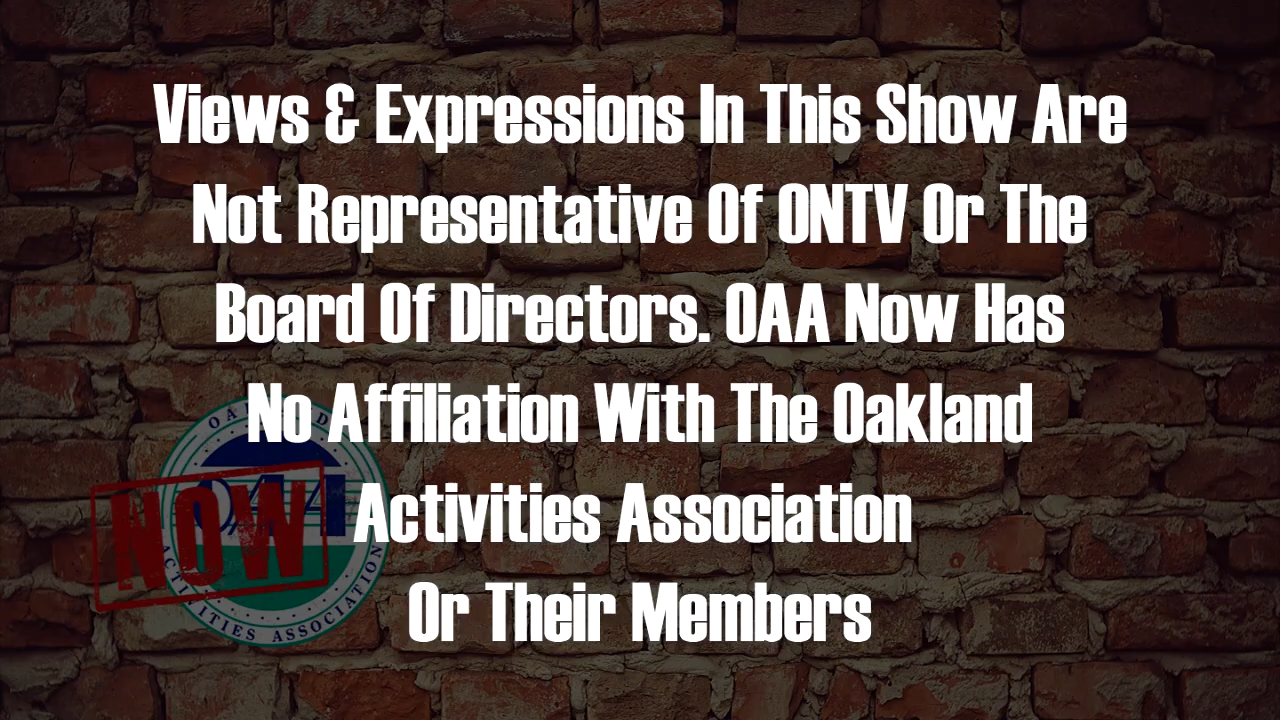 Views & Expressions In This Show Are
Not Representative Of ONTV Or The
Board Of Directors. OAA Now Has
No Affiliation With The Oakland
Activities Association
Or Their Members
OAA
NOW
ACTIVITIES ASSOCIATION